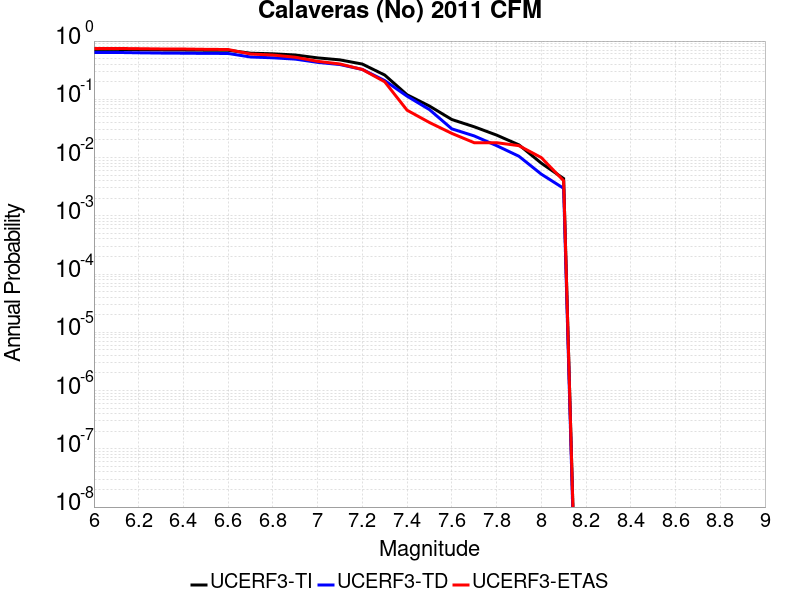 Calaveras (No) 2011 CFM
Annual Probability
10^0
10^-1
10^-2
10^-3
10^-4
10^-5
10^-6
10^-7
10^-8
6 6.2 6.4 6.6 6.8 7 7.2 7.4 7.6 7.8 8 8.2 8.4 8.6 8.8 9
Magnitude
UCERF3-TI UCERF3-TD UCERF3-ETAS